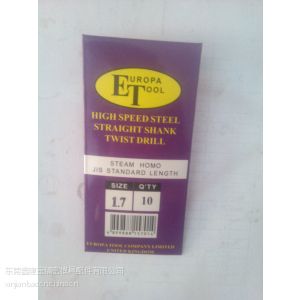 EUROPA
TOOL
HIGH SPEED STEEL
STRAIGHT SHANK
TWIST DRILL
STEAM HOMO
JIS STANDARD LENGTH
SIZE
Q'TY
1.7
10
EUROPA TOOL COMPANY LIMITED
UNITED KINGDOM